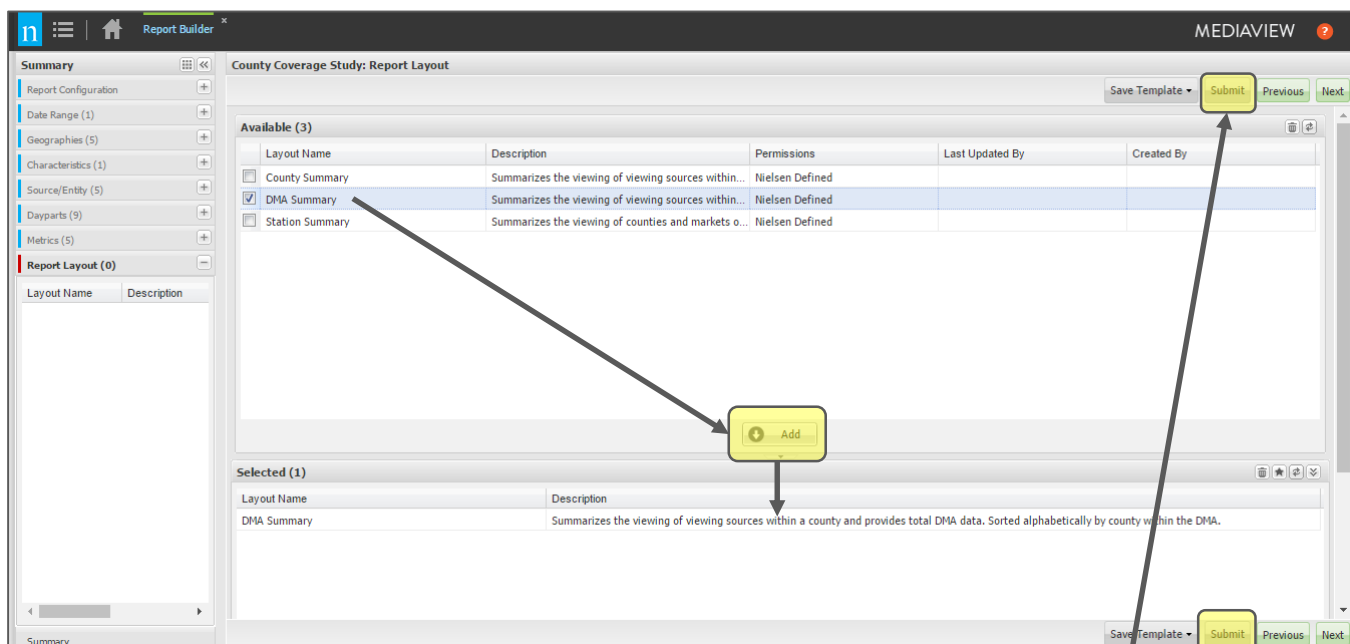 n Report Builder × MEDIAVIEW ?
Summary
Report Configuration
Date Range (1)
Geographies (5)
Characteristics (1)
Source/Entity (5)
Dayparts (9)
Metrics (5)
Report Layout (0)
Layout Name Description
Summary
County Coverage Study: Report Layout
Save Template Submit Previous Next
Available (3)
Layout Name Description Permissions Last Updated By Created By
County Summary Summarizes the viewing of viewing sources within... Nielsen Defined
DMA Summary Summarizes the viewing of viewing sources within... Nielsen Defined
Station Summary Summarizes the viewing of counties and markets o... Nielsen Defined
Add
Selected (1)
Layout Name Description
DMA Summary Summarizes the viewing of viewing sources within a county and provides total DMA data. Sorted alphabetically by county within the DMA.
Save Template Submit Previous Next